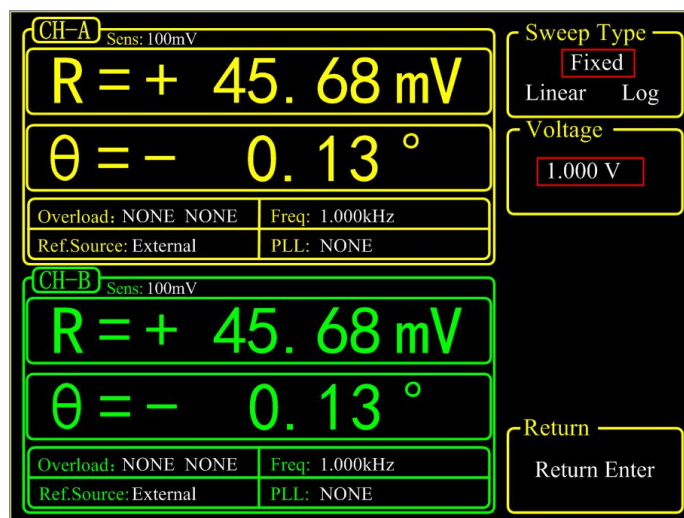 CH-A Sens: 100mV
R = + 45.68 mV
θ = - 0.13 °
Overload: NONE NONE Freq: 1.000kHz
Ref.Source: External PLL: NONE
CH-B Sens: 100mV
R = + 45.68 mV
θ = - 0.13 °
Overload: NONE NONE Freq: 1.000kHz
Ref.Source: External PLL: NONE
Sweep Type
Fixed
Linear Log
Voltage
1.000 V
Return
Return Enter